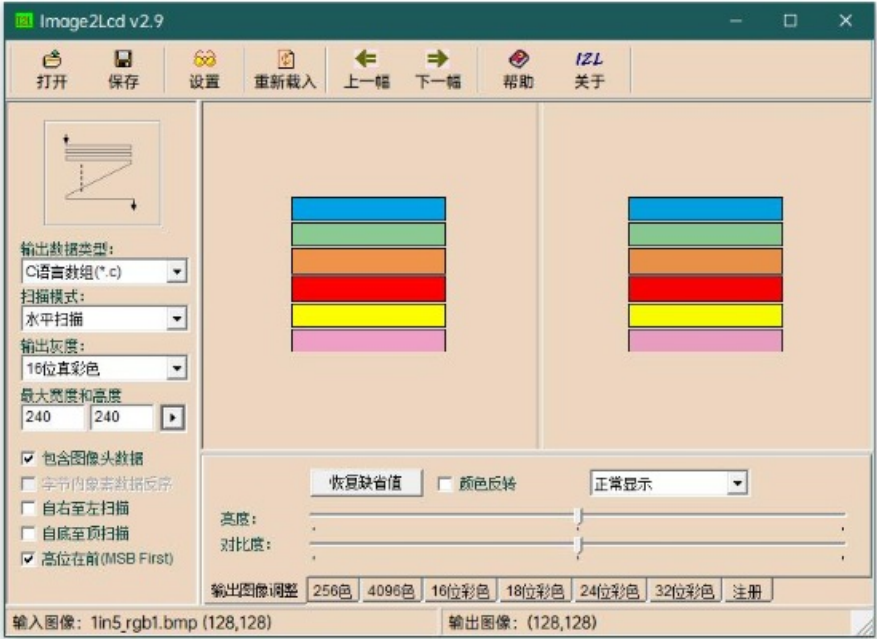 Image2Lcd v2.9
打开 保存 设置 重新载入 上一幅 下一幅 帮助 IZL 关于
输出数据类型:
C语言数组(*.c)
扫描模式:
水平扫描
输出灰度:
16位真彩色
最大宽度和高度
240 240
包含图像头数据
字节内象素数据反序
自右至左扫描
自底至顶扫描
高位在前(MSB First)
恢复缺省值 颜色反转 正常显示
亮度:
对比度:
输出图像调整 256色 4096色 16位彩色 18位彩色 24位彩色 32位彩色 注册
输入图像: 1in5_rgb1.bmp (128,128) 输出图像: (128,128)